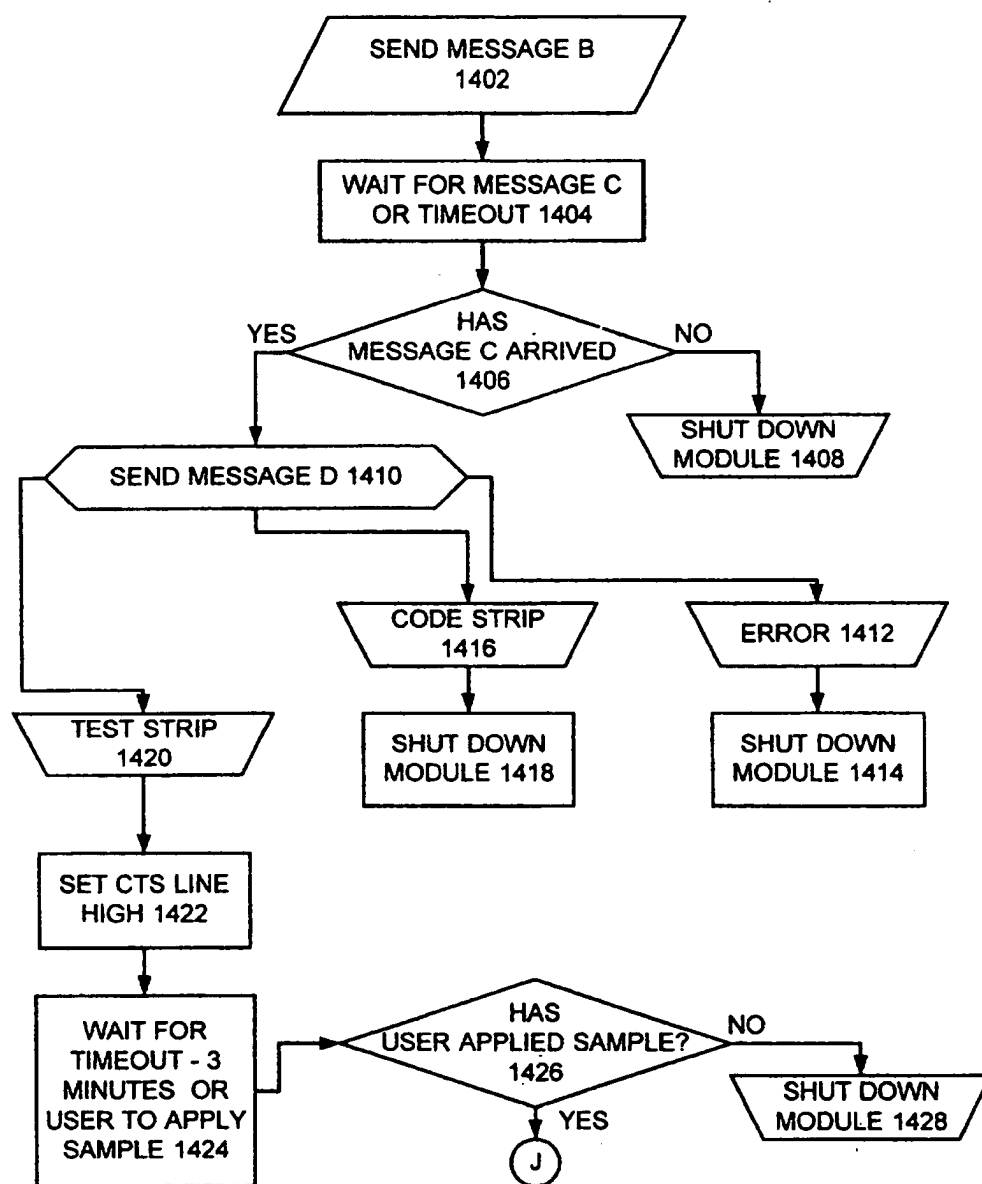 SEND MESSAGE B
1402
WAIT FOR MESSAGE C
OR TIMEOUT 1404
HAS
MESSAGE C ARRIVED
1406
YES
NO
SHUT DOWN
MODULE 1408
SEND MESSAGE D 1410
CODE STRIP
1416
ERROR 1412
SHUT DOWN
MODULE 1418
SHUT DOWN
MODULE 1414
TEST STRIP
1420
SET CTS LINE
HIGH 1422
WAIT FOR
TIMEOUT - 3
MINUTES OR
USER TO APPLY
SAMPLE 1424
HAS
USER APPLIED SAMPLE?
1426
NO
YES
SHUT DOWN
MODULE 1428
J